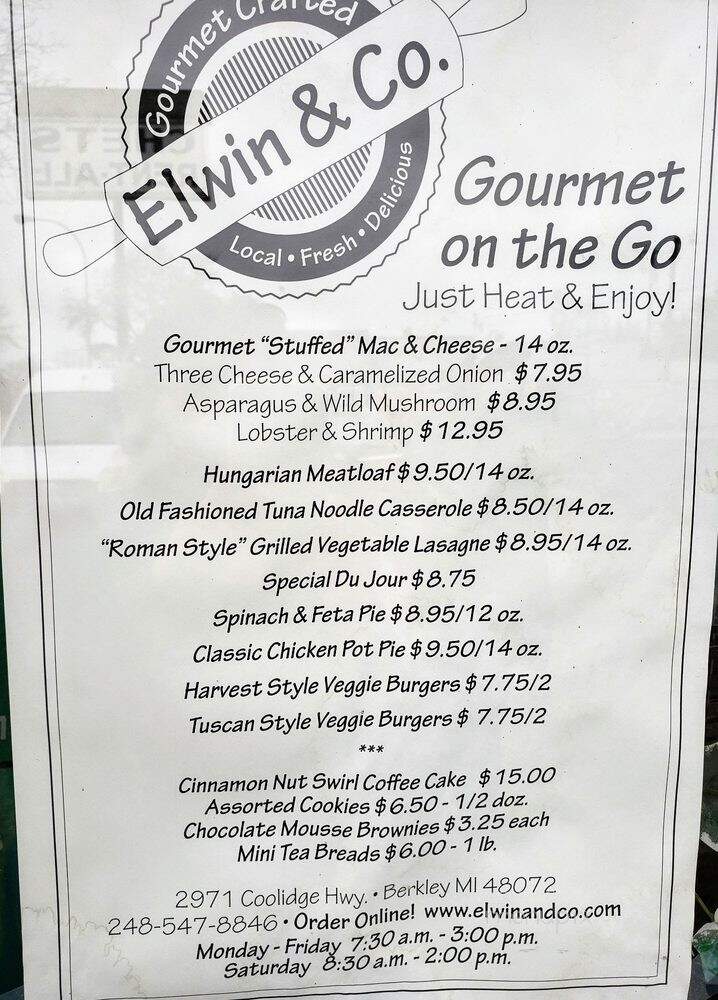 Gourmet Crafted
Elwin & Co.
Local • Fresh • Delicious
Gourmet
on the Go
Just Heat & Enjoy!
Gourmet "Stuffed" Mac & Cheese - 14 oz.
Three Cheese & Caramelized Onion $7.95
Asparagus & Wild Mushroom $8.95
Lobster & Shrimp $12.95
Hungarian Meatloaf $9.50/14 oz.
Old Fashioned Tuna Noodle Casserole $8.50/14 oz.
"Roman Style" Grilled Vegetable Lasagne $8.95/14 oz.
Special Du Jour $8.75
Spinach & Feta Pie $8.95/12 oz.
Classic Chicken Pot Pie $9.50/14 oz.
Harvest Style Veggie Burgers $7.75/2
Tuscan Style Veggie Burgers $ 7.75/2
***
Cinnamon Nut Swirl Coffee Cake $15.00
Assorted Cookies $6.50 - 1/2 doz.
Chocolate Mousse Brownies $3.25 each
Mini Tea Breads $6.00 - 1 lb.
2971 Coolidge Hwy. • Berkley MI 48072
248-547-8846 • Order Online! www.elwinandco.com
Monday - Friday 7:30 a.m. - 3:00 p.m.
Saturday 8:30 a.m. - 2:00 p.m.